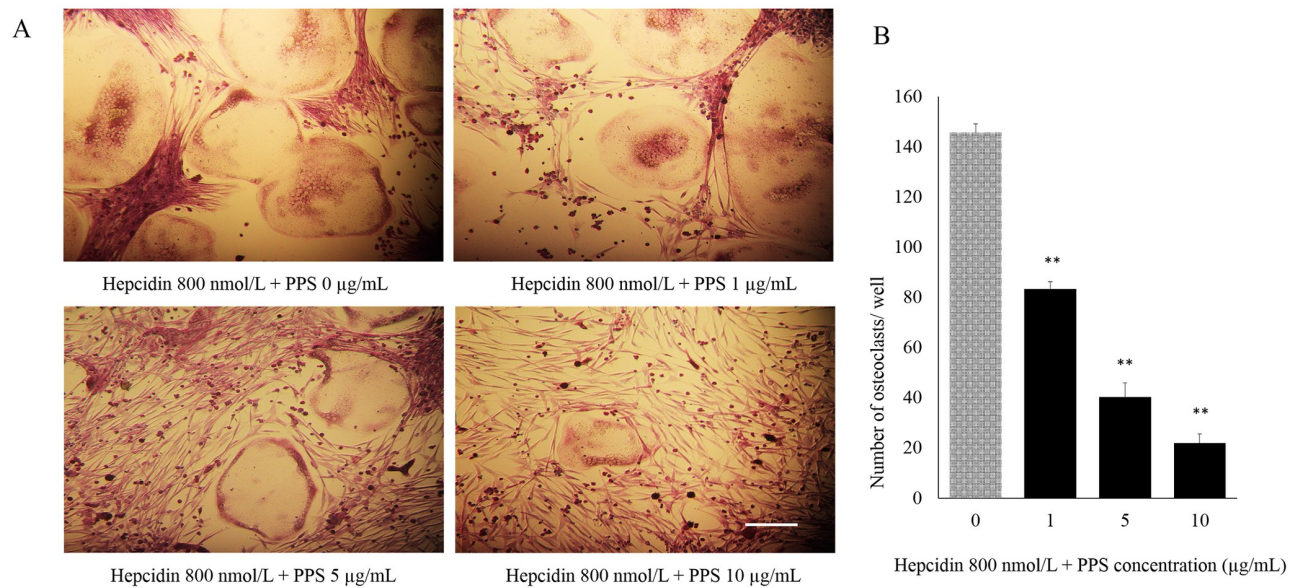 A
Hepcidin 800 nmol/L + PPS 0 µg/mL
Hepcidin 800 nmol/L + PPS 1 µg/mL
Hepcidin 800 nmol/L + PPS 5 µg/mL
Hepcidin 800 nmol/L + PPS 10 µg/mL
B
Number of osteoclasts/ well
160
140
120
100
80
60
40
20
0
**
**
**
0 1 5 10
Hepcidin 800 nmol/L + PPS concentration (µg/mL)